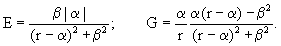 E = β|α| / ((r − α)² + β²);   G = (α/r) · (α(r − α) − β²) / ((r − α)² + β²).